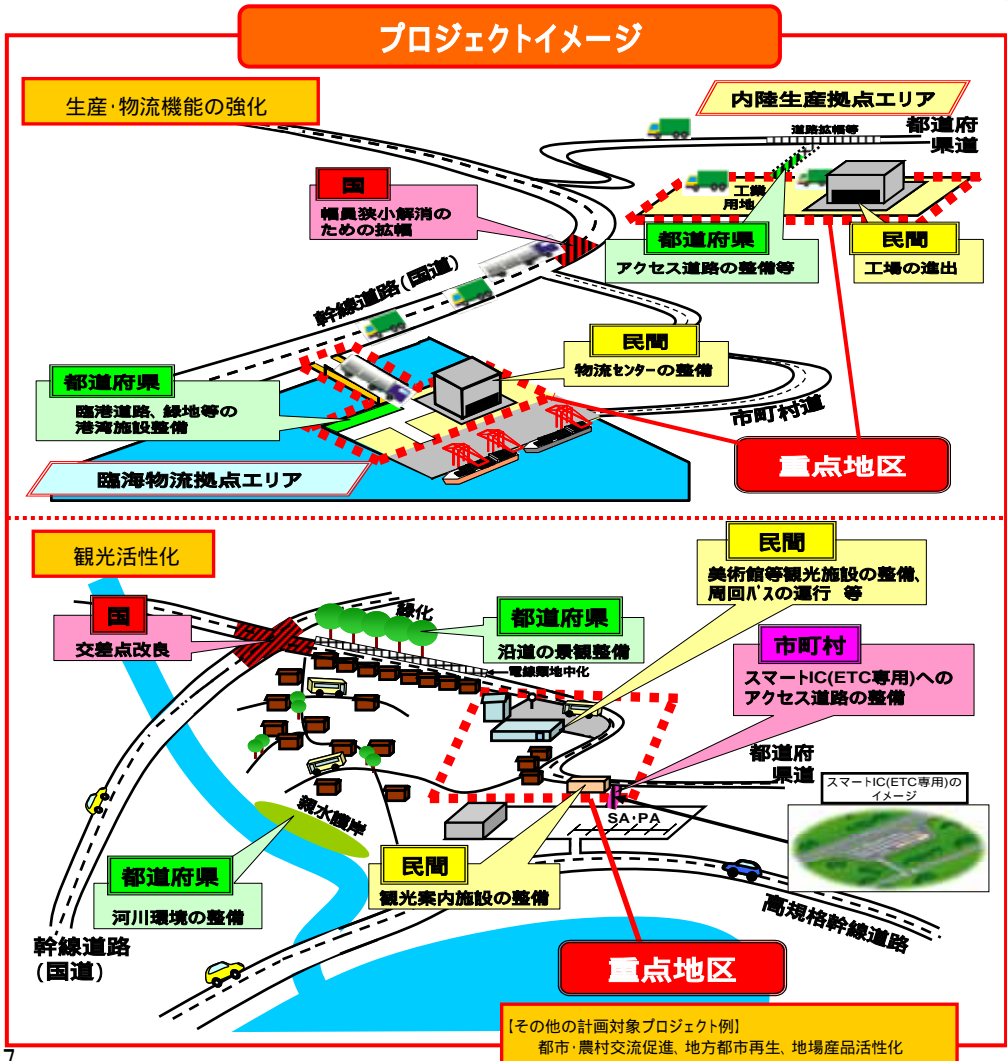 プロジェクトイメージ
生産･物流機能の強化
内陸生産拠点エリア
道路拡幅等
都道府
県道
国
幅員狭小解消の
ための拡幅
工業
用地
都道府県
アクセス道路の整備等
民間
工場の進出
幹線道路(国道)
民間
物流センターの整備
都道府県
臨港道路、緑地等の
港湾施設整備
市町村道
臨海物流拠点エリア
重点地区
観光活性化
民間
美術館等観光施設の整備、
周回バスの運行 等
国
交差点改良
緑化
都道府県
沿道の景観整備
電線類地中化
市町村
スマートIC(ETC専用)への
アクセス道路の整備
都道府
県道
スマートIC(ETC専用)の
イメージ
SA･PA
親水護岸
都道府県
河川環境の整備
民間
観光案内施設の整備
高規格幹線道路
幹線道路
(国道)
重点地区
【その他の計画対象プロジェクト例】
都市･農村交流促進、地方都市再生、地場産品活性化
7